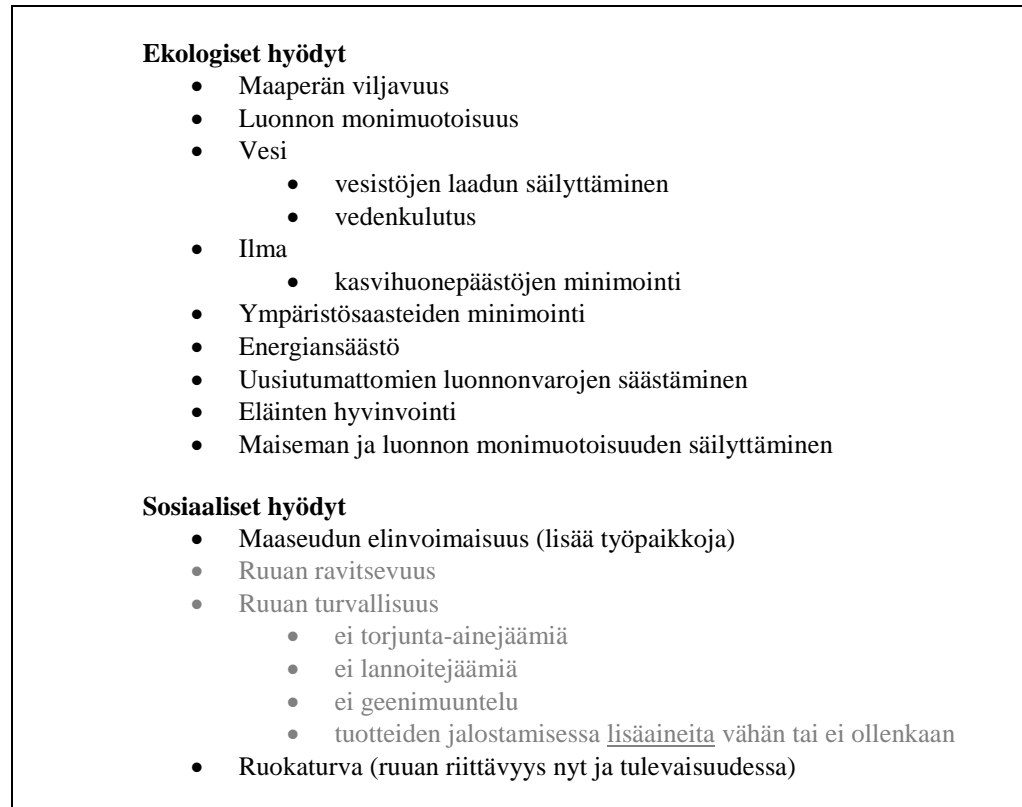 Ekologiset hyödyt
• Maaperän viljavuus
• Luonnon monimuotoisuus
• Vesi
• vesistöjen laadun säilyttäminen
• vedenkulutus
• Ilma
• kasvihuonepäästöjen minimointi
• Ympäristösaasteiden minimointi
• Energiansäästö
• Uusiutumattomien luonnonvarojen säästäminen
• Eläinten hyvinvointi
• Maiseman ja luonnon monimuotoisuuden säilyttäminen
Sosiaaliset hyödyt
• Maaseudun elinvoimaisuus (lisää työpaikkoja)
• Ruuan ravitsevuus
• Ruuan turvallisuus
• ei torjunta-ainejäämiä
• ei lannoitejäämiä
• ei geenimuuntelu
• tuotteiden jalostamisessa lisäaineita vähän tai ei ollenkaan
• Ruokaturva (ruuan riittävyys nyt ja tulevaisuudessa)